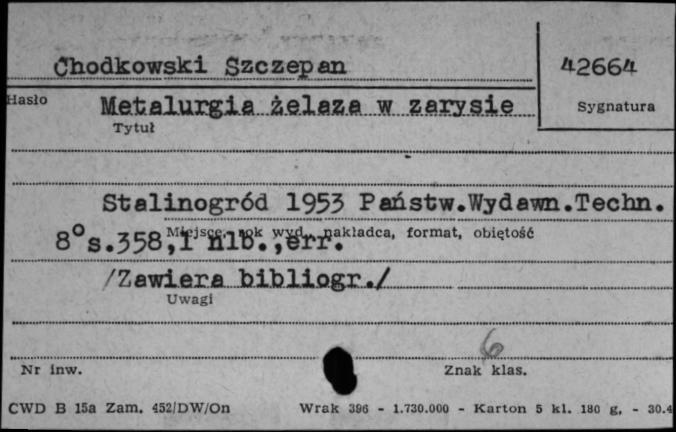 Chodkowski Szczepan
42664
Hasło
Metalurgia żelaza w zarysie
Sygnatura
Tytuł
Stalinogród 1953 Państw.Wydawn.Techn.
Miejsce, rok wyd., nakładca, format, objętość
8° s.358,1 nlb.,err.
/Zawiera bibliogr./
Uwagi
6
Nr inw.
Znak klas.
CWD B 15a Zam. 452/DW/On Wrak 396 - 1.730.000 - Karton 5 kl. 180 g. - 30.4